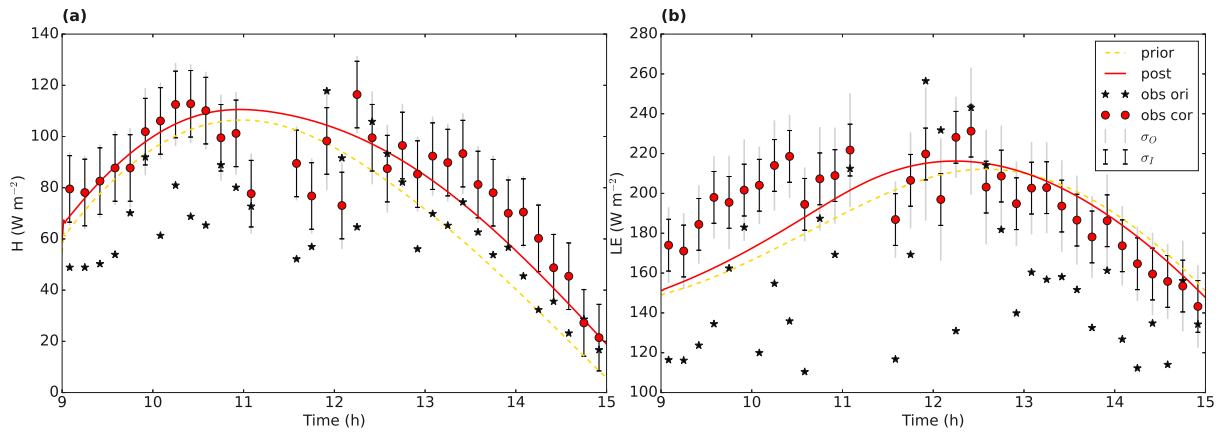 (a)
140
120
100
80
60
40
20
0
H (W m⁻²)
9 10 11 12 13 14 15
Time (h)
(b)
280
260
240
220
200
180
160
140
120
100
LE (W m⁻²)
9 10 11 12 13 14 15
Time (h)
prior
post
obs ori
obs cor
σ_O
σ_I